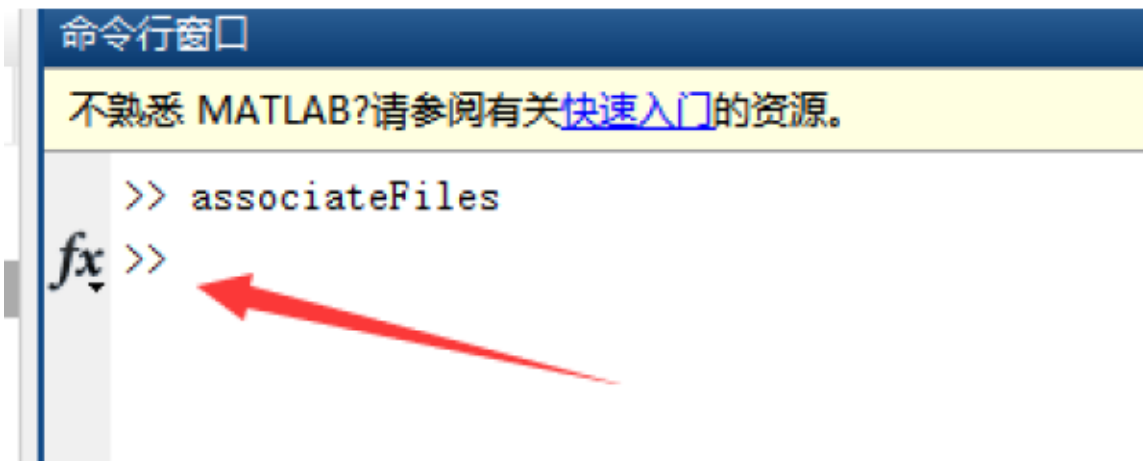 命令行窗口
不熟悉 MATLAB?请参阅有关快速入门的资源。
>> associateFiles
fx >>